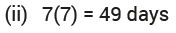 (ii) 7(7) = 49 days